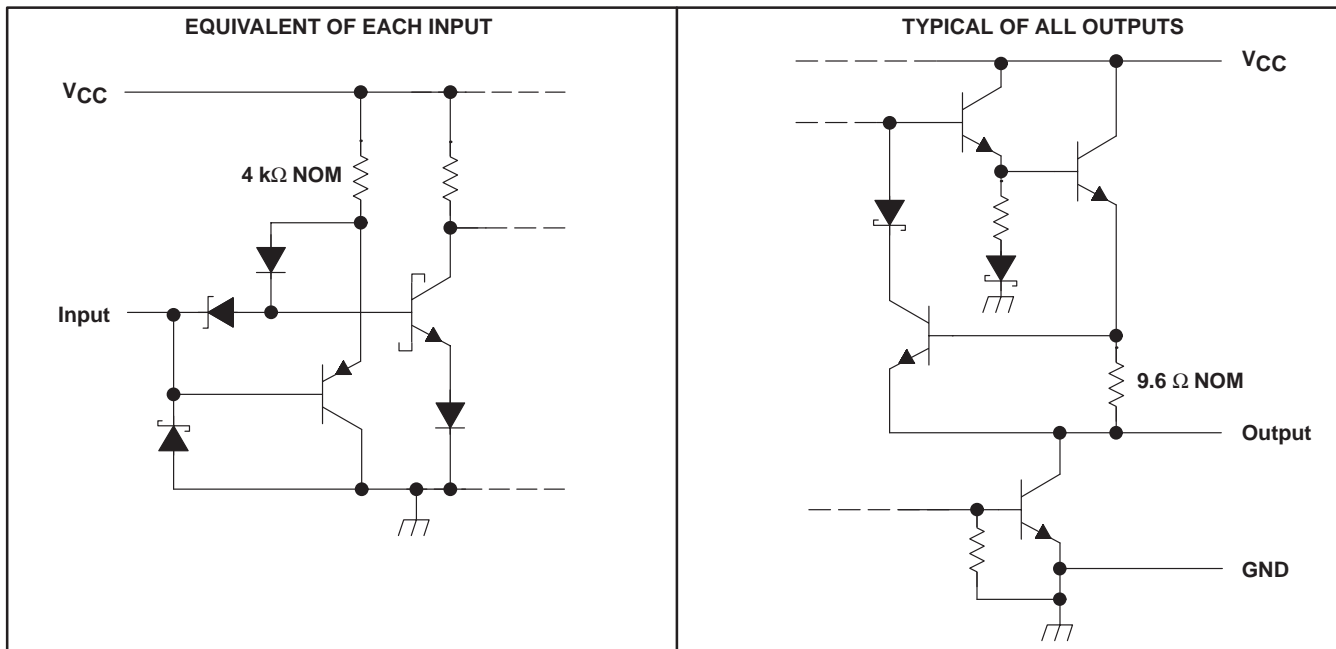 EQUIVALENT OF EACH INPUT
VCC
4 kΩ NOM
Input
TYPICAL OF ALL OUTPUTS
VCC
9.6 Ω NOM
Output
GND